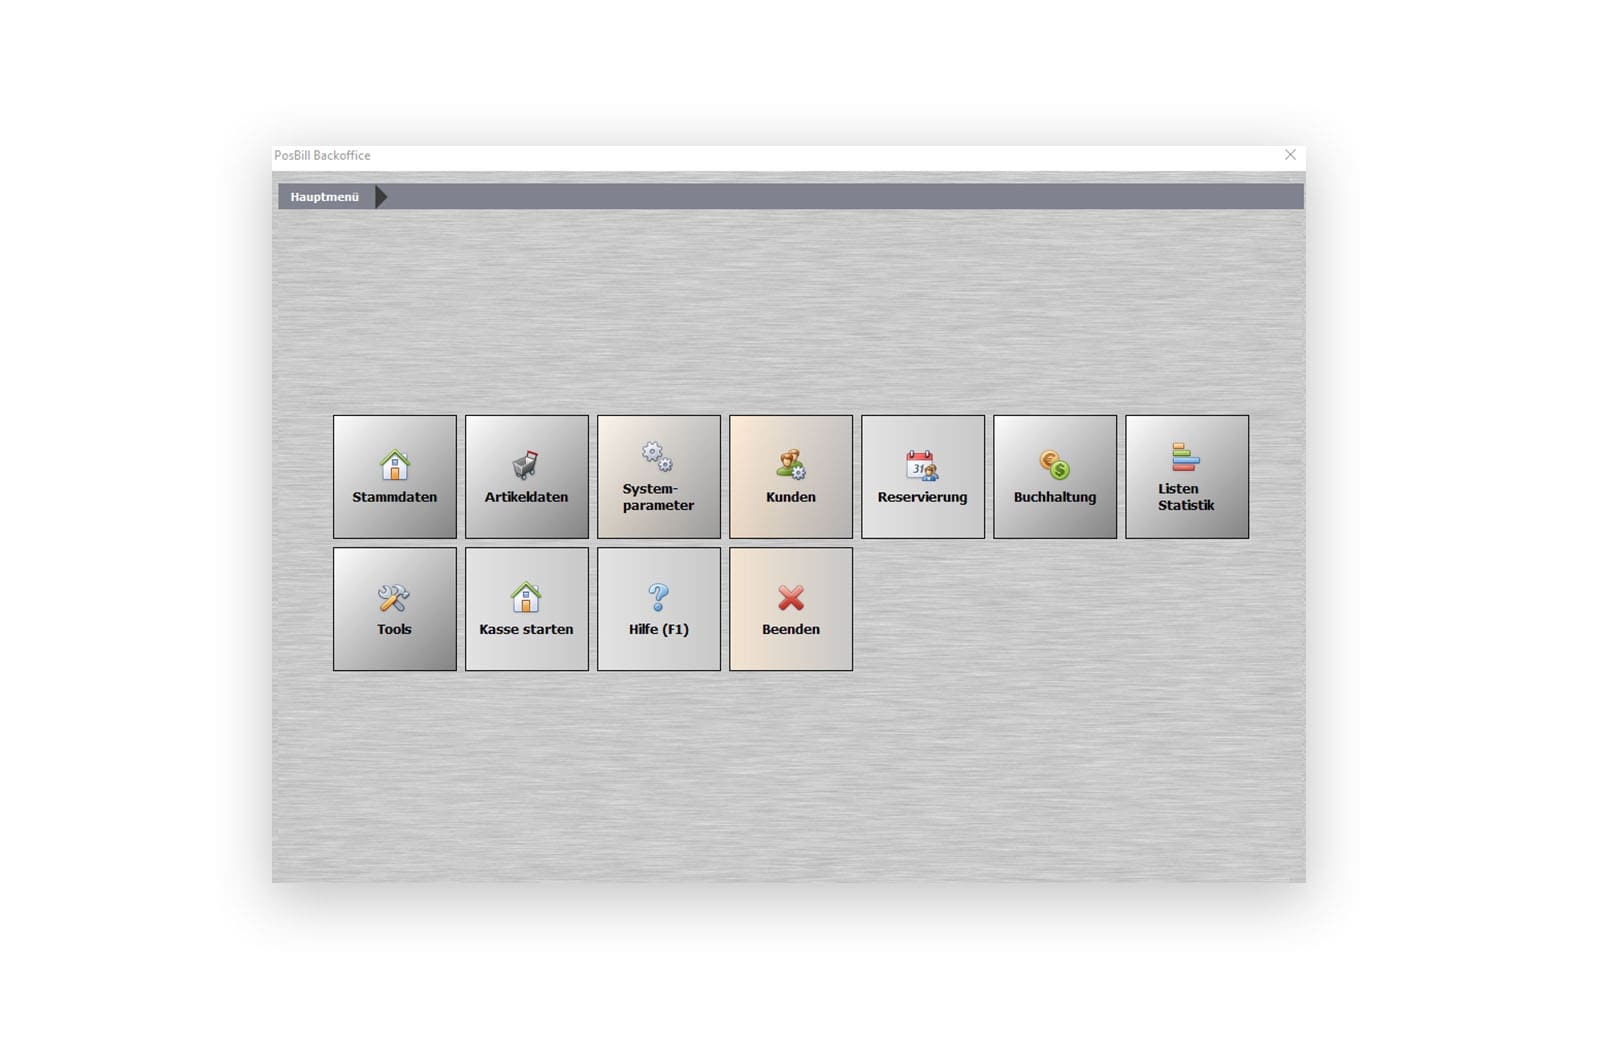 PosBill Backoffice
Hauptmenü
Stammdaten
Artikeldaten
System-
parameter
Kunden
31
Reservierung
Buchhaltung
Listen
Statistik
Tools
Kasse starten
Hilfe (F1)
Beenden